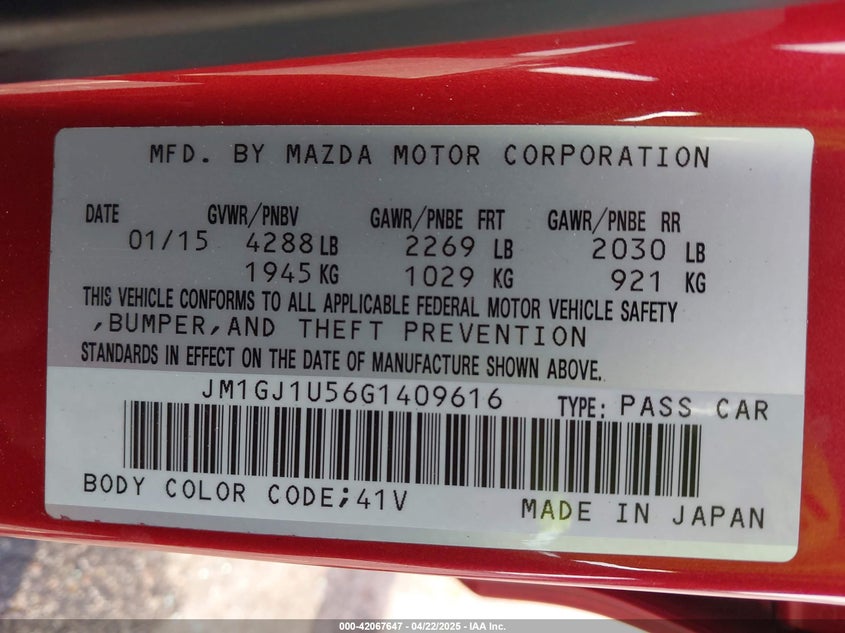 MFD. BY MAZDA MOTOR CORPORATION
DATE GVWR/PNBV GAWR/PNBE FRT GAWR/PNBE RR
01/15 4288 LB 2269 LB 2030 LB
1945 KG 1029 KG 921 KG
THIS VEHICLE CONFORMS TO ALL APPLICABLE FEDERAL MOTOR VEHICLE SAFETY
,BUMPER,AND THEFT PREVENTION
STANDARDS IN EFFECT ON THE DATE OF MANUFACTURE SHOWN ABOVE.
JM1GJ1U56G1409616 TYPE: PASS CAR
BODY COLOR CODE;41V
MADE IN JAPAN
000-42067647 - 04/22/2025 - IAA Inc.